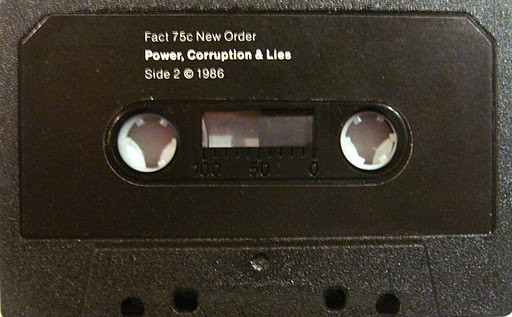 Fact 75c New Order
Power, Corruption & Lies
Side 2 © 1986
100 50 0